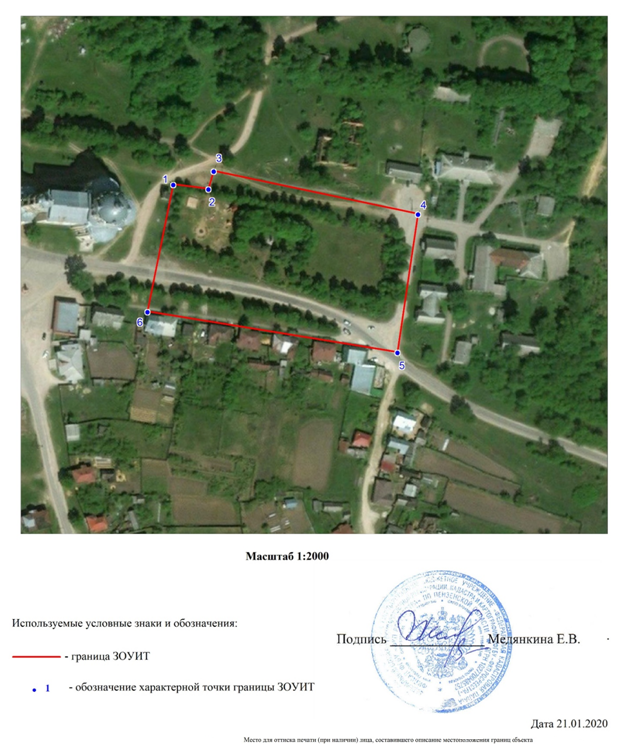 1
2
3
4
5
6
Масштаб 1:2000
Используемые условные знаки и обозначения:
Подпись Медянкина Е.В.
- граница ЗОУИТ
1 - обозначение характерной точки границы ЗОУИТ
Дата 21.01.2020
Место для оттиска печати (при наличии) лица, составившего описание местоположения границ объекта